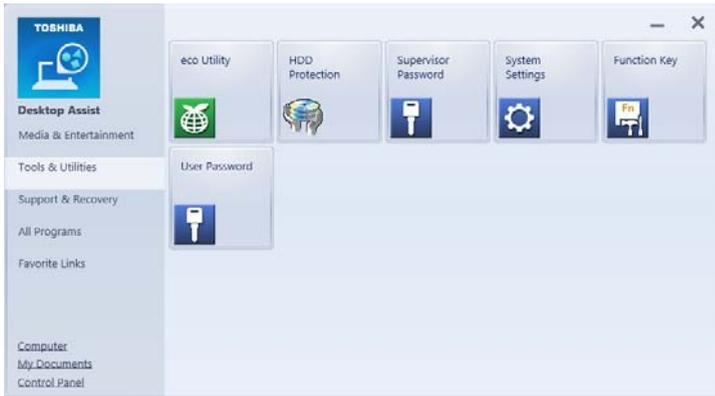 TOSHIBA
Desktop Assist
Media & Entertainment
Tools & Utilities
Support & Recovery
All Programs
Favorite Links
Computer
My Documents
Control Panel
eco Utility
HDD
Protection
Supervisor
Password
System
Settings
Function Key
Fn
User Password